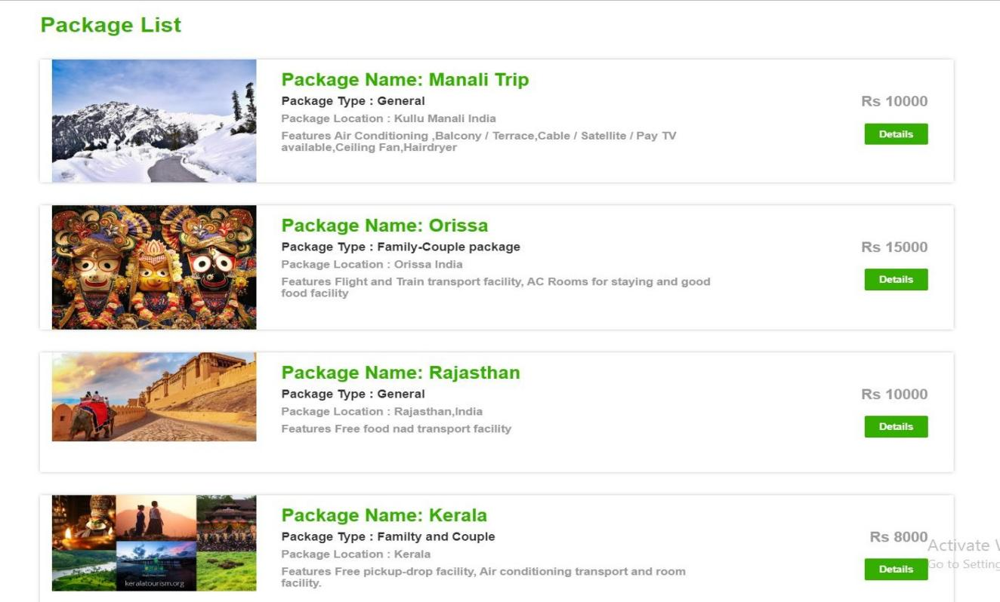 Package List
Package Name: Manali Trip
Package Type : General
Package Location : Kullu Manali India
Features Air Conditioning ,Balcony / Terrace,Cable / Satellite / Pay TV
available,Ceiling Fan,Hairdryer
Rs 10000
Details
Package Name: Orissa
Package Type : Family-Couple package
Package Location : Orissa India
Features Flight and Train transport facility, AC Rooms for staying and good
food facility
Rs 15000
Details
Package Name: Rajasthan
Package Type : General
Package Location : Rajasthan,India
Features Free food nad transport facility
Rs 10000
Details
keralatourism.org
Package Name: Kerala
Package Type : Familty and Couple
Package Location : Kerala
Features Free pickup-drop facility, Air conditioning transport and room
facility.
Rs 8000
Details
Activate
Go to Setting